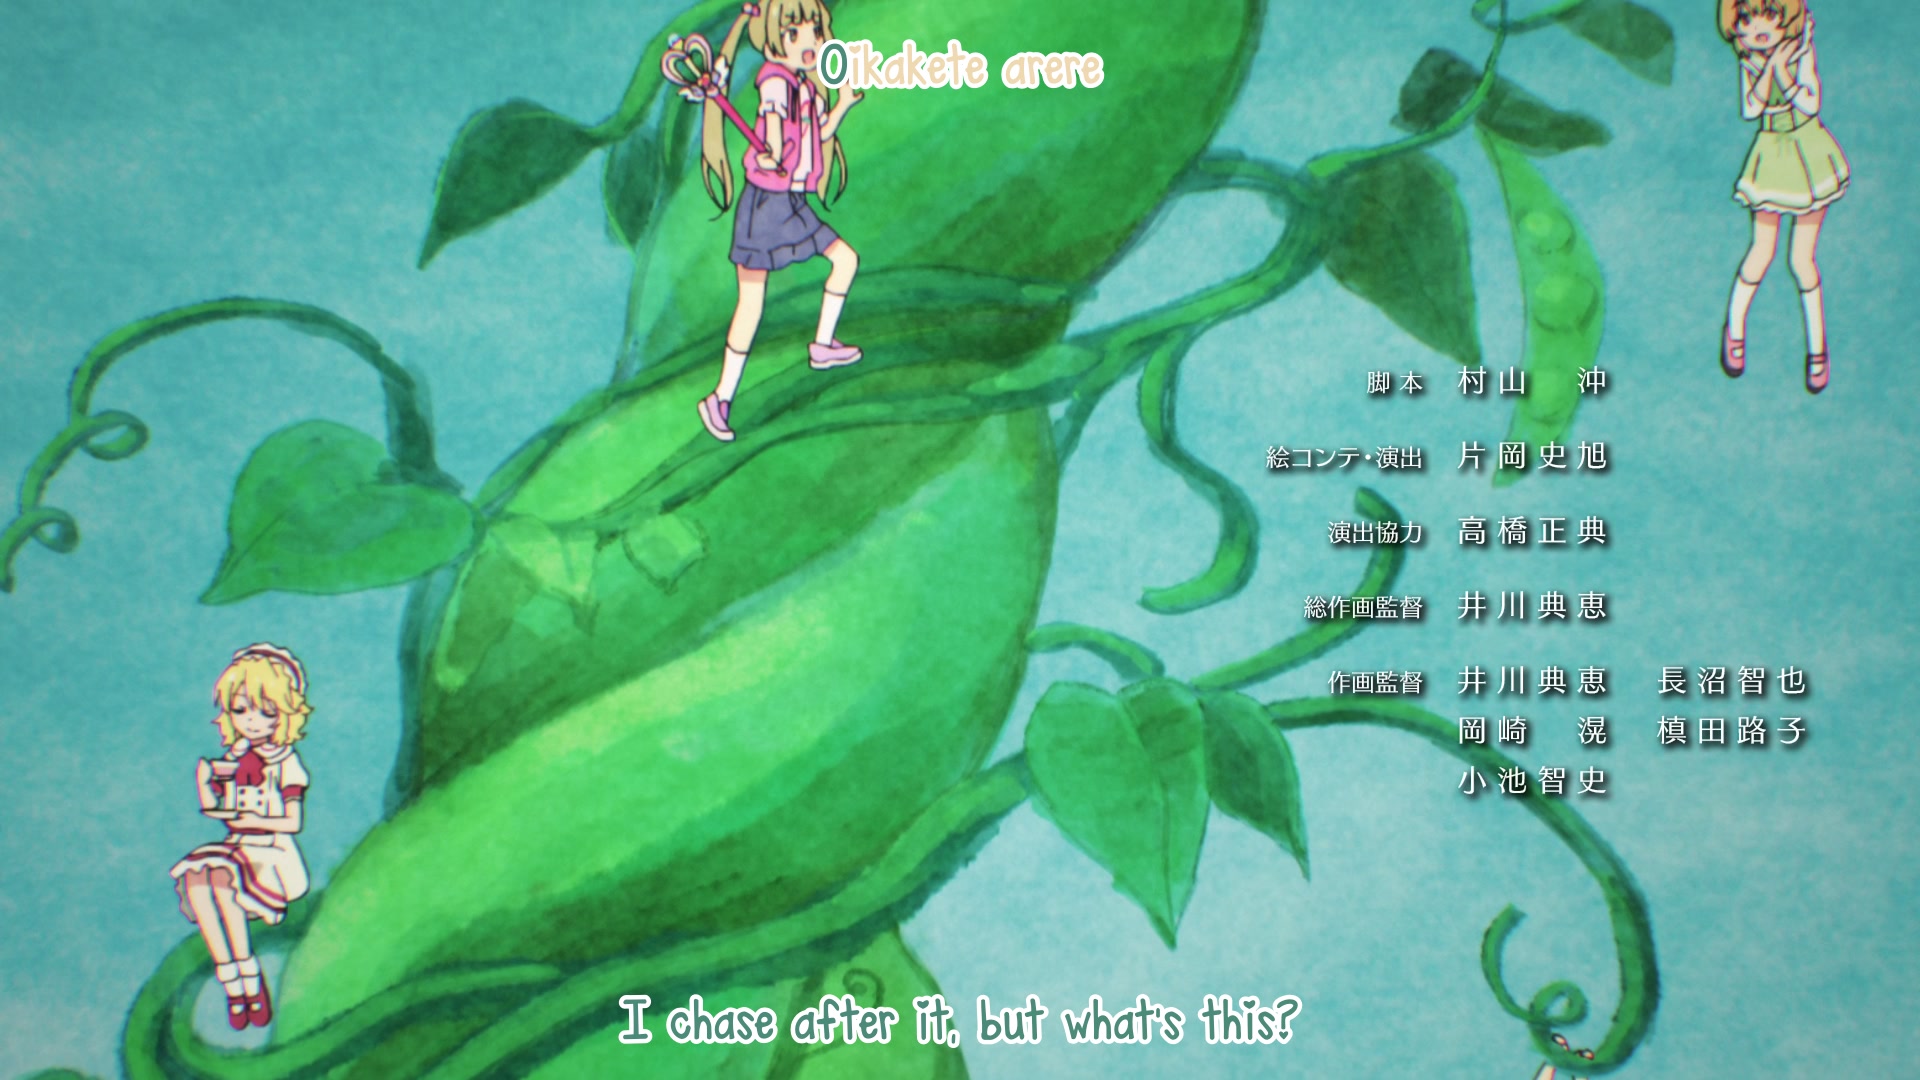 Oikakete arere
脚本 村山 沖
絵コンテ・演出 片岡史旭
演出協力 高橋正典
総作画監督 井川典恵
作画監督 井川典恵 長沼智也
岡崎 滉 槙田路子
小池智史
I chase after it, but what's this?